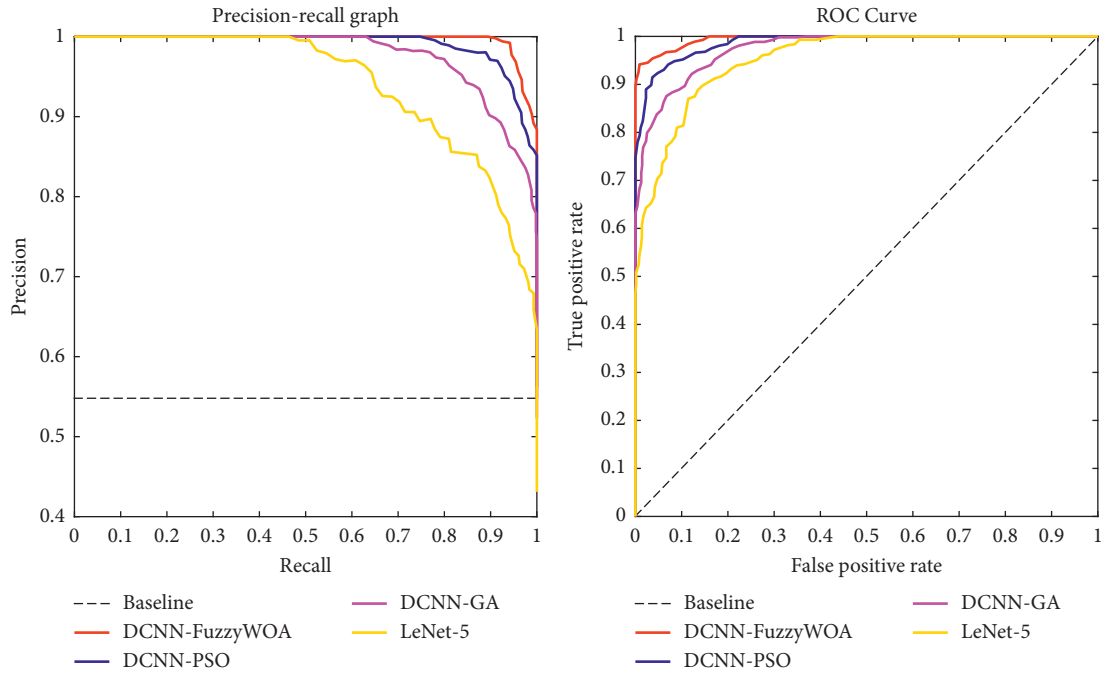 Precision-recall graph
1
0.9
0.8
0.7
0.6
0.5
0.4
Precision
0 0.1 0.2 0.3 0.4 0.5 0.6 0.7 0.8 0.9 1
Recall
Baseline
DCNN-FuzzyWOA
DCNN-PSO
DCNN-GA
LeNet-5
ROC Curve
1
0.9
0.8
0.7
0.6
0.5
0.4
0.3
0.2
0.1
0
True positive rate
0 0.1 0.2 0.3 0.4 0.5 0.6 0.7 0.8 0.9 1
False positive rate
Baseline
DCNN-FuzzyWOA
DCNN-PSO
DCNN-GA
LeNet-5